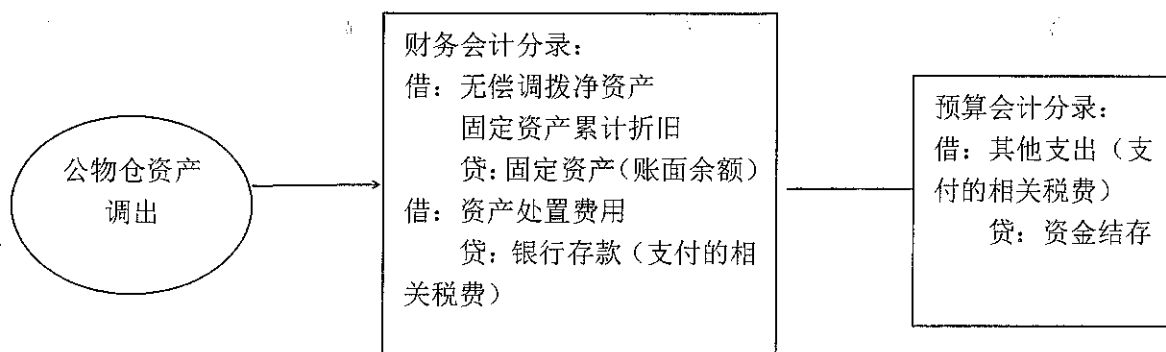 公物仓资产
调出
财务会计分录：
借：无偿调拨净资产
固定资产累计折旧
贷：固定资产（账面余额）
借：资产处置费用
贷：银行存款（支付的相
关税费）
预算会计分录：
借：其他支出（支
付的相关税费）
贷：资金结存